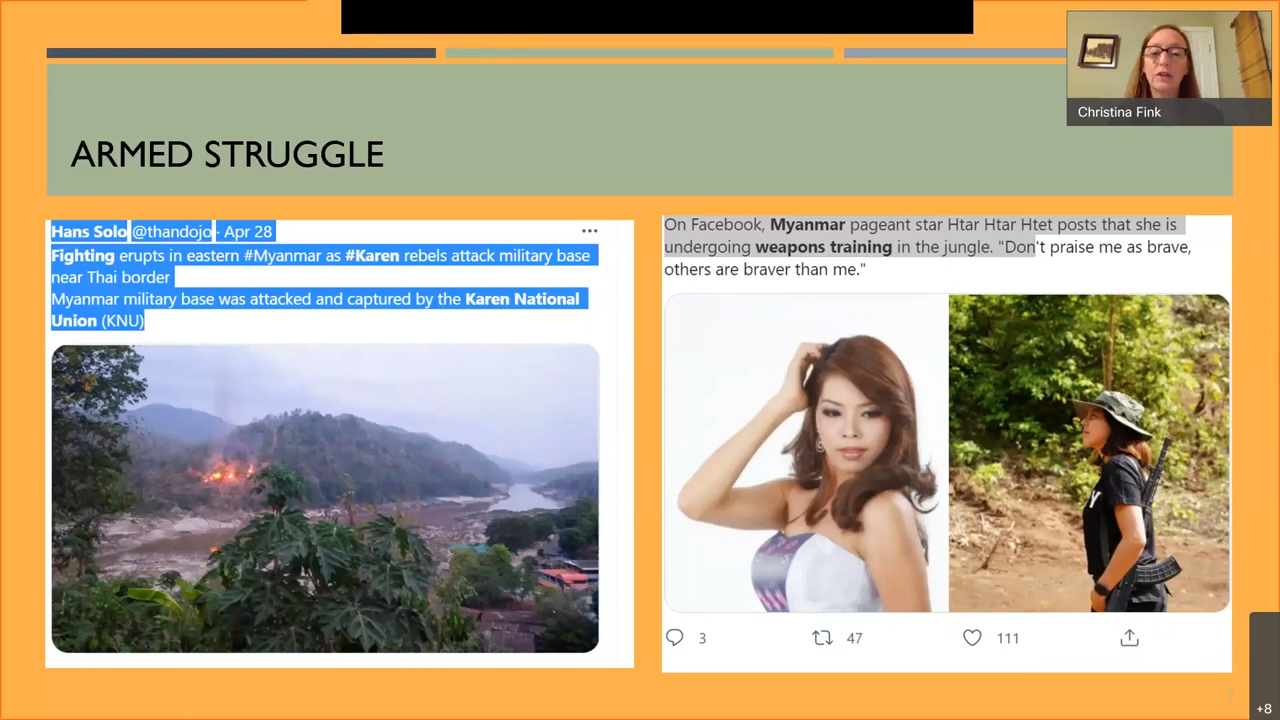 Christina Fink
ARMED STRUGGLE
Hans Solo @thandojo · Apr 28
Fighting erupts in eastern #Myanmar as #Karen rebels attack military base
near Thai border
Myanmar military base was attacked and captured by the Karen National
Union (KNU)
On Facebook, Myanmar pageant star Htar Htar Htet posts that she is
undergoing weapons training in the jungle. "Don't praise me as brave,
others are braver than me."
3 47 111
+8